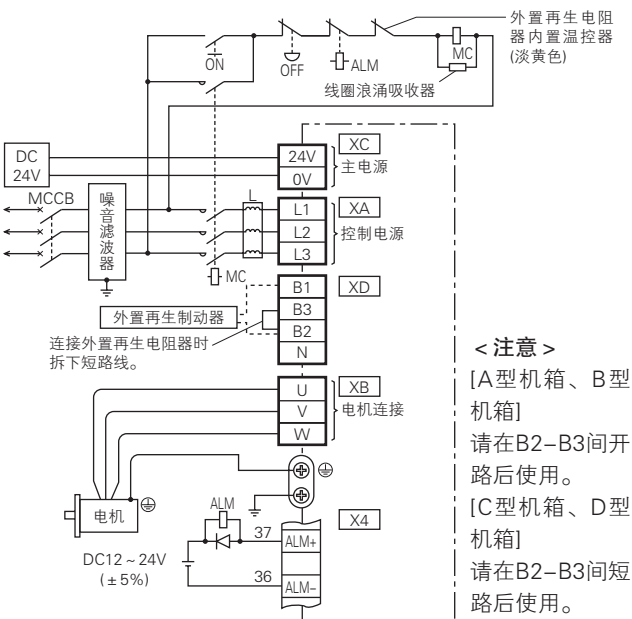 外置再生电阻
器内置温控器
(淡黄色)
ON
OFF
ALM
MC
线圈浪涌吸收器
DC
24V
24V
0V
XC
主电源
MCCB
噪音滤波器
L
L1
L2
L3
XA
控制电源
MC
B1
B3
B2
N
XD
外置再生制动器
连接外置再生电阻器时
拆下短路线。
U
V
W
XB
电机连接
电机
ALM
DC12~24V
(±5%)
37
36
ALM+
ALM–
X4
<注意>
[A型机箱、B型
机箱]
请在B2–B3间开
路后使用。
[C型机箱、D型
机箱]
请在B2–B3间短
路后使用。